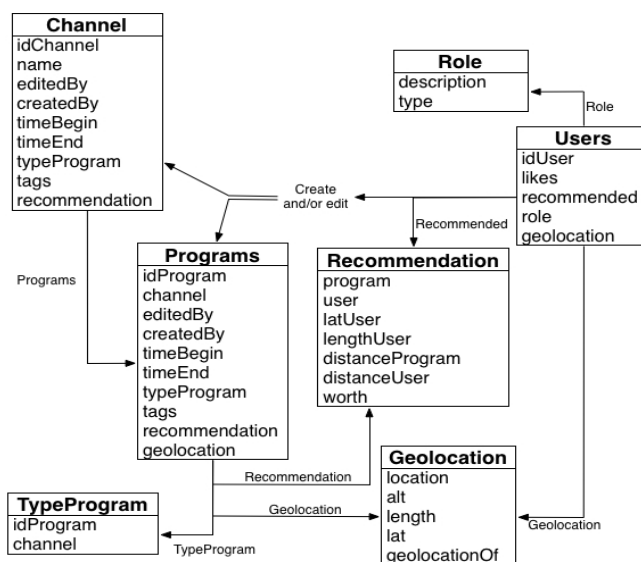 Channel
idChannel
name
editedBy
createdBy
timeBegin
timeEnd
typeProgram
tags
recommendation
Role
description
type
Role
Users
idUser
likes
recommended
role
geolocation
Create
and/or edit
Recommended
Programs
Programs
idProgram
channel
editedBy
createdBy
timeBegin
timeEnd
typeProgram
tags
recommendation
geolocation
Recommendation
program
user
latUser
lengthUser
distanceProgram
distanceUser
worth
Recommendation
Geolocation
TypeProgram
TypeProgram
idProgram
channel
Geolocation
location
alt
length
lat
geolocationOf
Geolocation